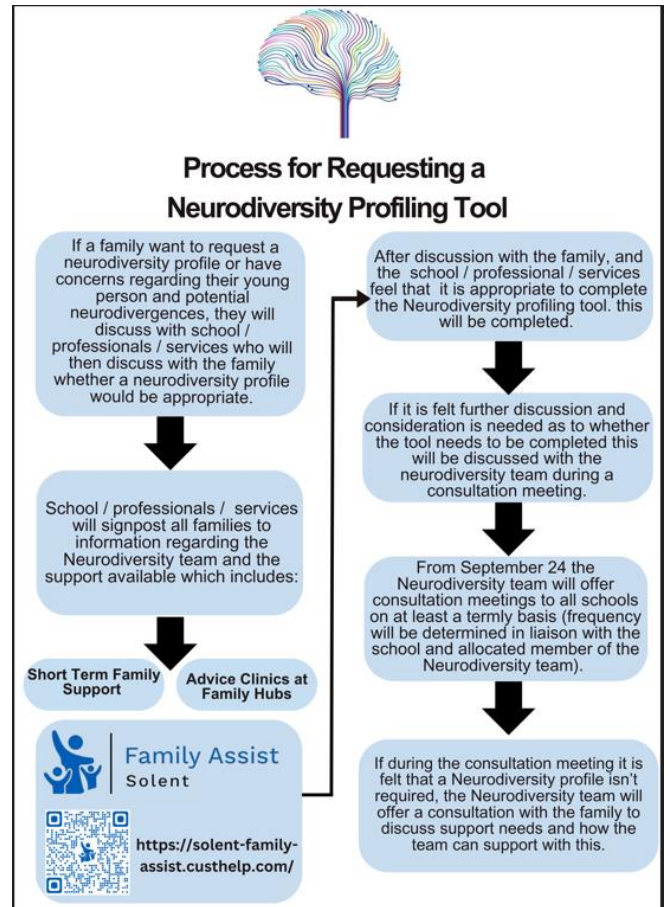 Process for Requesting a
Neurodiversity Profiling Tool
If a family want to request a
neurodiversity profile or have
concerns regarding their young
person and potential
neurodivergences, they will
discuss with school /
professionals / services who will
then discuss with the family
whether a neurodiversity profile
would be appropriate.
School / professionals / services
will signpost all families to
information regarding the
Neurodiversity team and the
support available which includes:
Short Term Family
Support
Advice Clinics at
Family Hubs
Family Assist
Solent
https://solent-family-
assist.custhelp.com/
After discussion with the family, and
the school / professional / services
feel that it is appropriate to complete
the Neurodiversity profiling tool. this
will be completed.
If it is felt further discussion and
consideration is needed as to whether
the tool needs to be completed this
will be discussed with the
neurodiversity team during a
consultation meeting.
From September 24 the
Neurodiversity team will offer
consultation meetings to all schools
on at least a termly basis (frequency
will be determined in liaison with the
school and allocated member of the
Neurodiversity team).
If during the consultation meeting it is
felt that a Neurodiversity profile isn't
required, the Neurodiversity team will
offer a consultation with the family to
discuss support needs and how the
team can support with this.